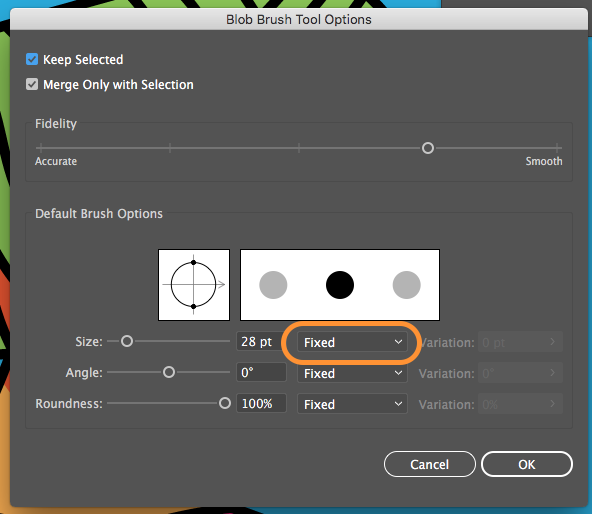 Blob Brush Tool Options
Keep Selected
Merge Only with Selection
Fidelity
Accurate Smooth
Default Brush Options
Size: 28 pt Fixed Variation: 0 pt
Angle: 0° Fixed Variation: 0°
Roundness: 100% Fixed Variation: 0%
Cancel OK